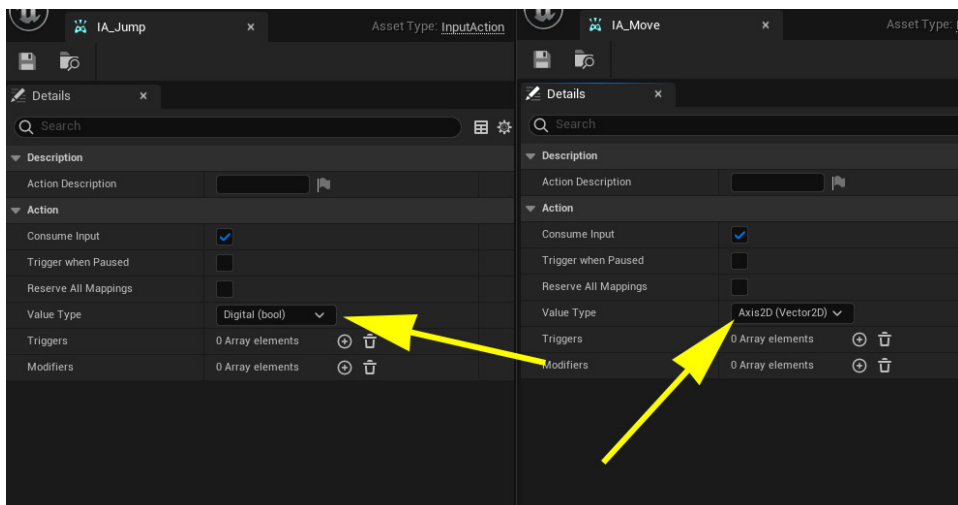 IA_Jump
Asset Type: InputAction
Details
Search
Description
Action Description
Action
Consume Input
Trigger when Paused
Reserve All Mappings
Value Type Digital (bool)
Triggers 0 Array elements
Modifiers 0 Array elements
IA_Move
Asset Type:
Details
Search
Description
Action Description
Action
Consume Input
Trigger when Paused
Reserve All Mappings
Value Type Axis2D (Vector2D)
Triggers 0 Array elements
Modifiers 0 Array elements